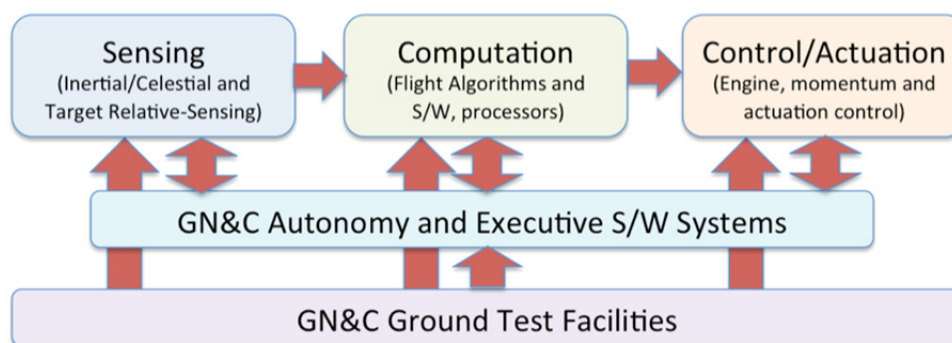 Sensing
(Inertial/Celestial and
Target Relative-Sensing)
Computation
(Flight Algorithms and
S/W, processors)
Control/Actuation
(Engine, momentum and
actuation control)
GN&C Autonomy and Executive S/W Systems
GN&C Ground Test Facilities